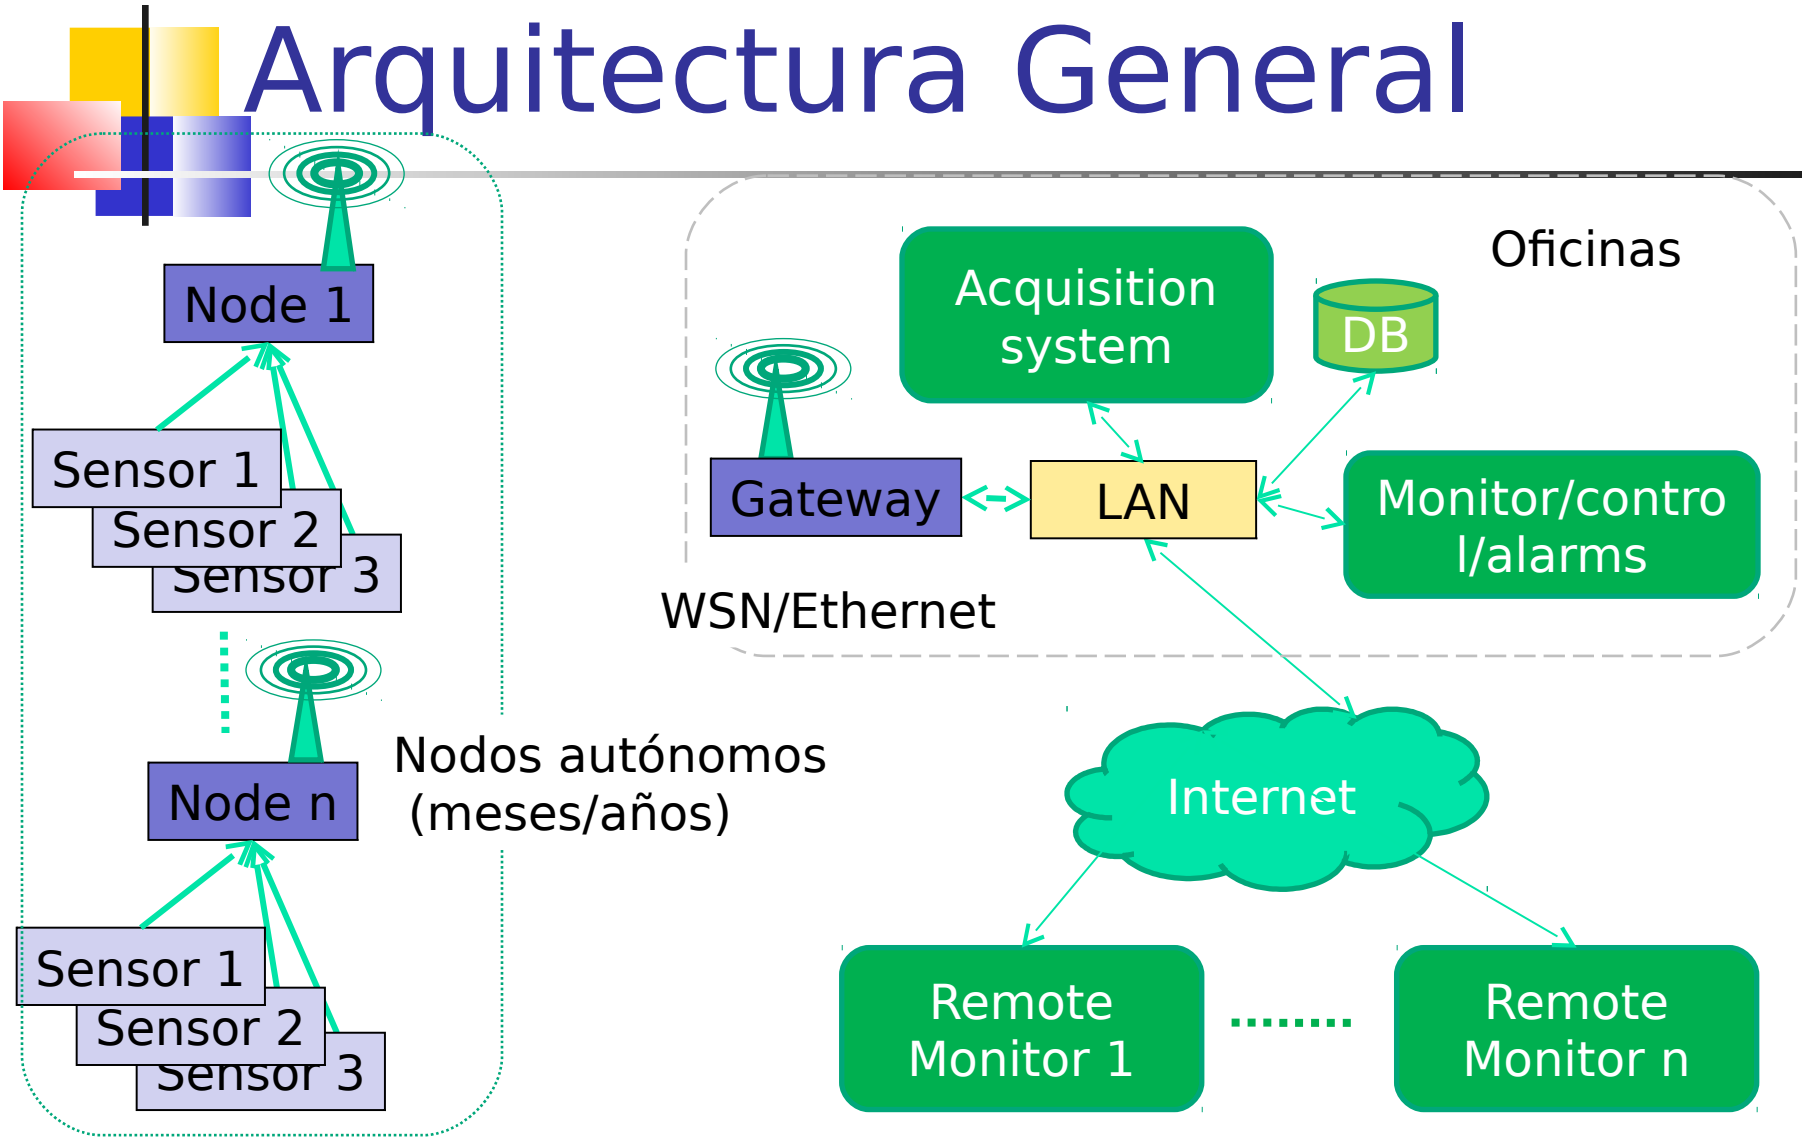 Arquitectura General
Node 1
Sensor 1
Sensor 2
Sensor 3
Node n
Sensor 1
Sensor 2
Sensor 3
Nodos autónomos
(meses/años)
Oficinas
Acquisition
system
DB
Gateway
LAN
Monitor/contro
l/alarms
WSN/Ethernet
Internet
Remote
Monitor 1
Remote
Monitor n